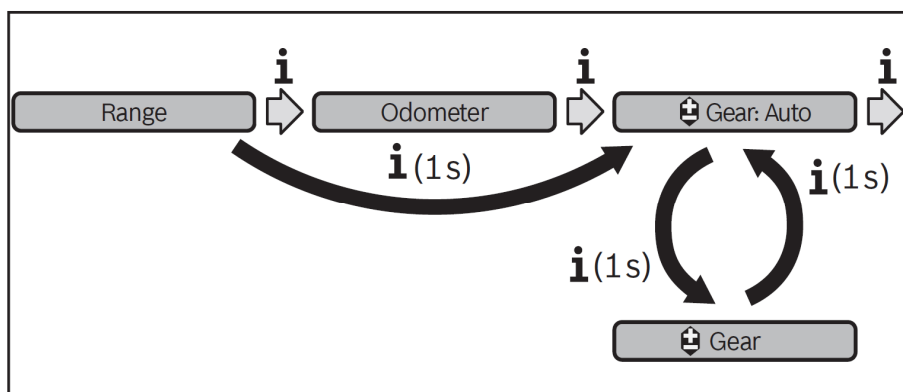 i i i
Range Odometer Gear: Auto
i (1s) i (1s)
i (1s)
Gear